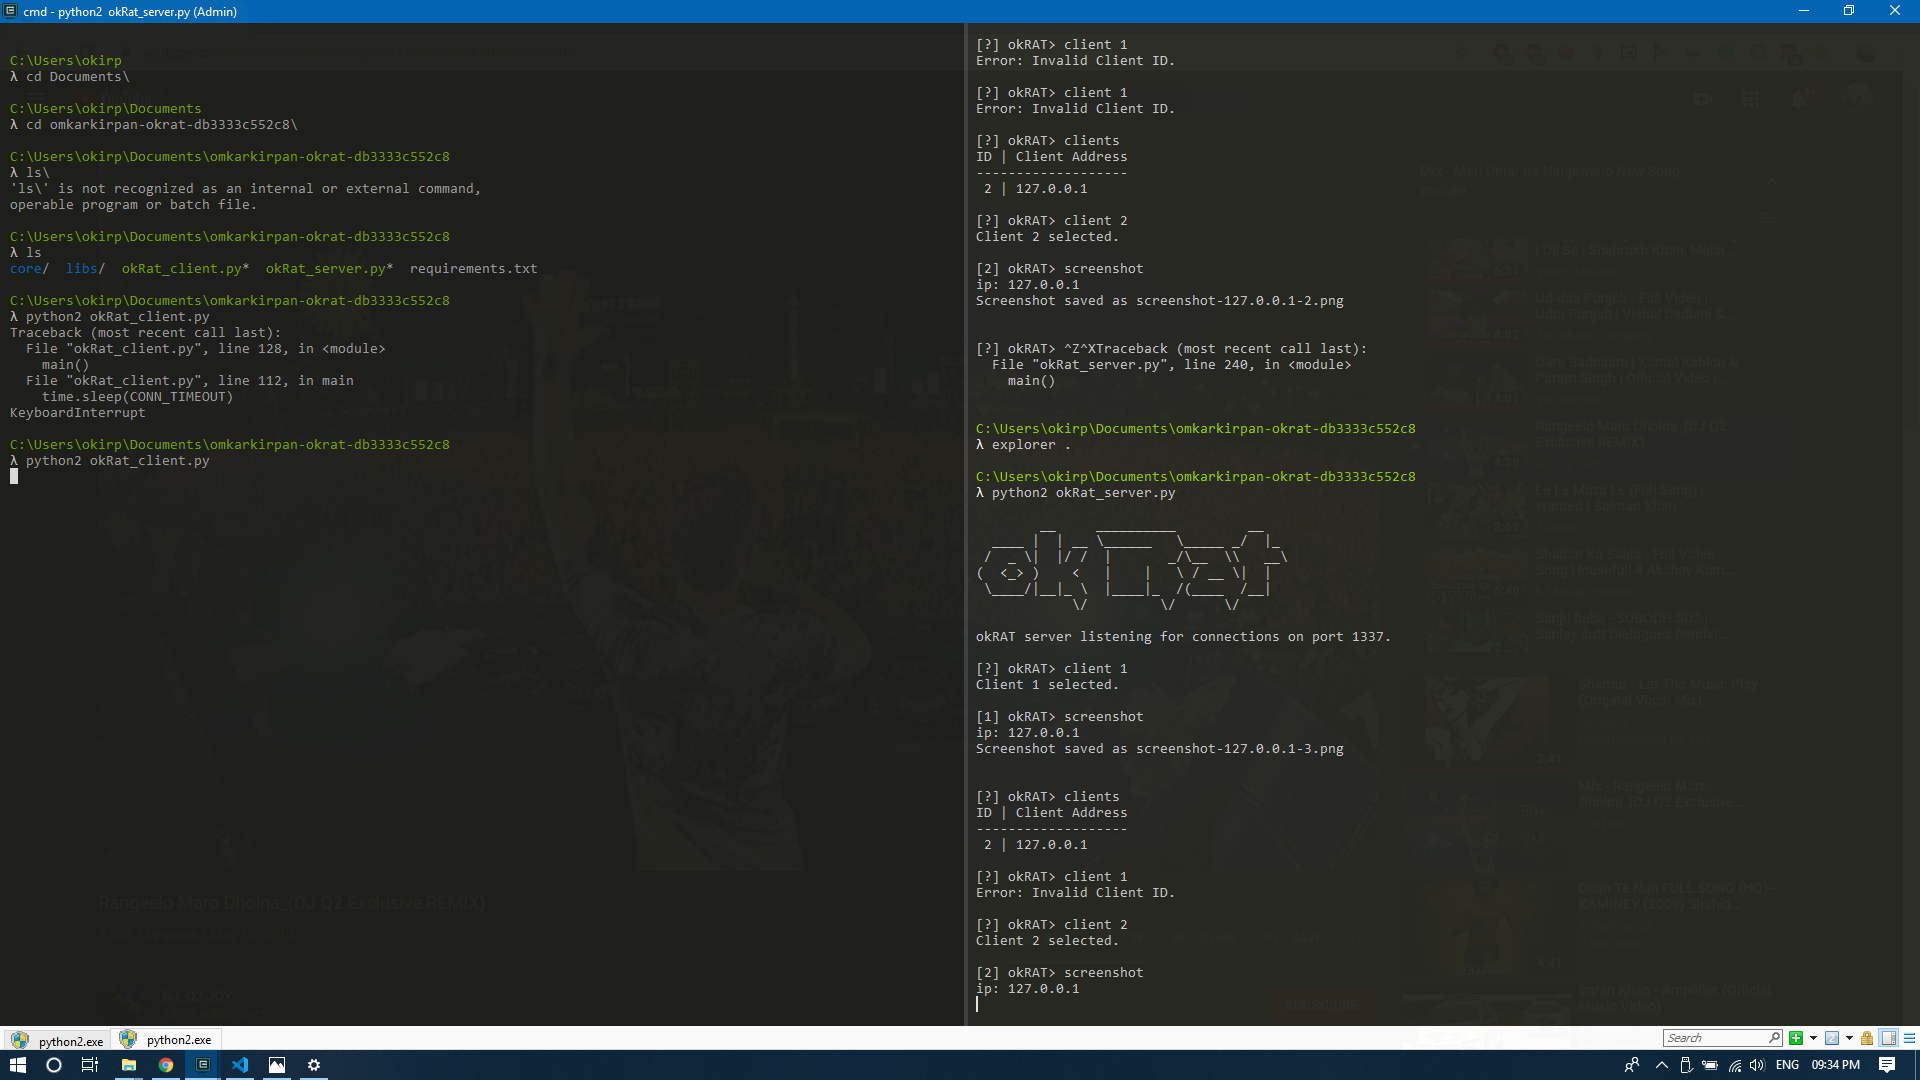 cmd - python2  okRat_server.py (Admin)
C:\Users\okirp
λ cd Documents\
C:\Users\okirp\Documents
λ cd omkarkirpan-okrat-db3333c552c8\
C:\Users\okirp\Documents\omkarkirpan-okrat-db3333c552c8
λ ls\
'ls\' is not recognized as an internal or external command,
operable program or batch file.
C:\Users\okirp\Documents\omkarkirpan-okrat-db3333c552c8
λ ls
core/  libs/  okRat_client.py*  okRat_server.py*  requirements.txt
C:\Users\okirp\Documents\omkarkirpan-okrat-db3333c552c8
λ python2 okRat_client.py
Traceback (most recent call last):
  File "okRat_client.py", line 128, in <module>
    main()
  File "okRat_client.py", line 112, in main
    time.sleep(CONN_TIMEOUT)
KeyboardInterrupt
C:\Users\okirp\Documents\omkarkirpan-okrat-db3333c552c8
λ python2 okRat_client.py
Rangeelo Maro Dholna_(DJ O2 Exclusive REMIX)
[?] okRAT> client 1
Error: Invalid Client ID.
[?] okRAT> client 1
Error: Invalid Client ID.
[?] okRAT> clients
ID | Client Address
-------------------
 2 | 127.0.0.1
[?] okRAT> client 2
Client 2 selected.
[2] okRAT> screenshot
ip: 127.0.0.1
Screenshot saved as screenshot-127.0.0.1-2.png
[?] okRAT> ^Z^XTraceback (most recent call last):
  File "okRat_server.py", line 240, in <module>
    main()
C:\Users\okirp\Documents\omkarkirpan-okrat-db3333c552c8
λ explorer .
C:\Users\okirp\Documents\omkarkirpan-okrat-db3333c552c8
λ python2 okRat_server.py
okRat
okRAT server listening for connections on port 1337.
[?] okRAT> client 1
Client 1 selected.
[1] okRAT> screenshot
ip: 127.0.0.1
Screenshot saved as screenshot-127.0.0.1-3.png
[?] okRAT> clients
ID | Client Address
-------------------
 2 | 127.0.0.1
[?] okRAT> client 1
Error: Invalid Client ID.
[?] okRAT> client 2
Client 2 selected.
[2] okRAT> screenshot
ip: 127.0.0.1
python2.exe
python2.exe
Search
ENG
09:34 PM